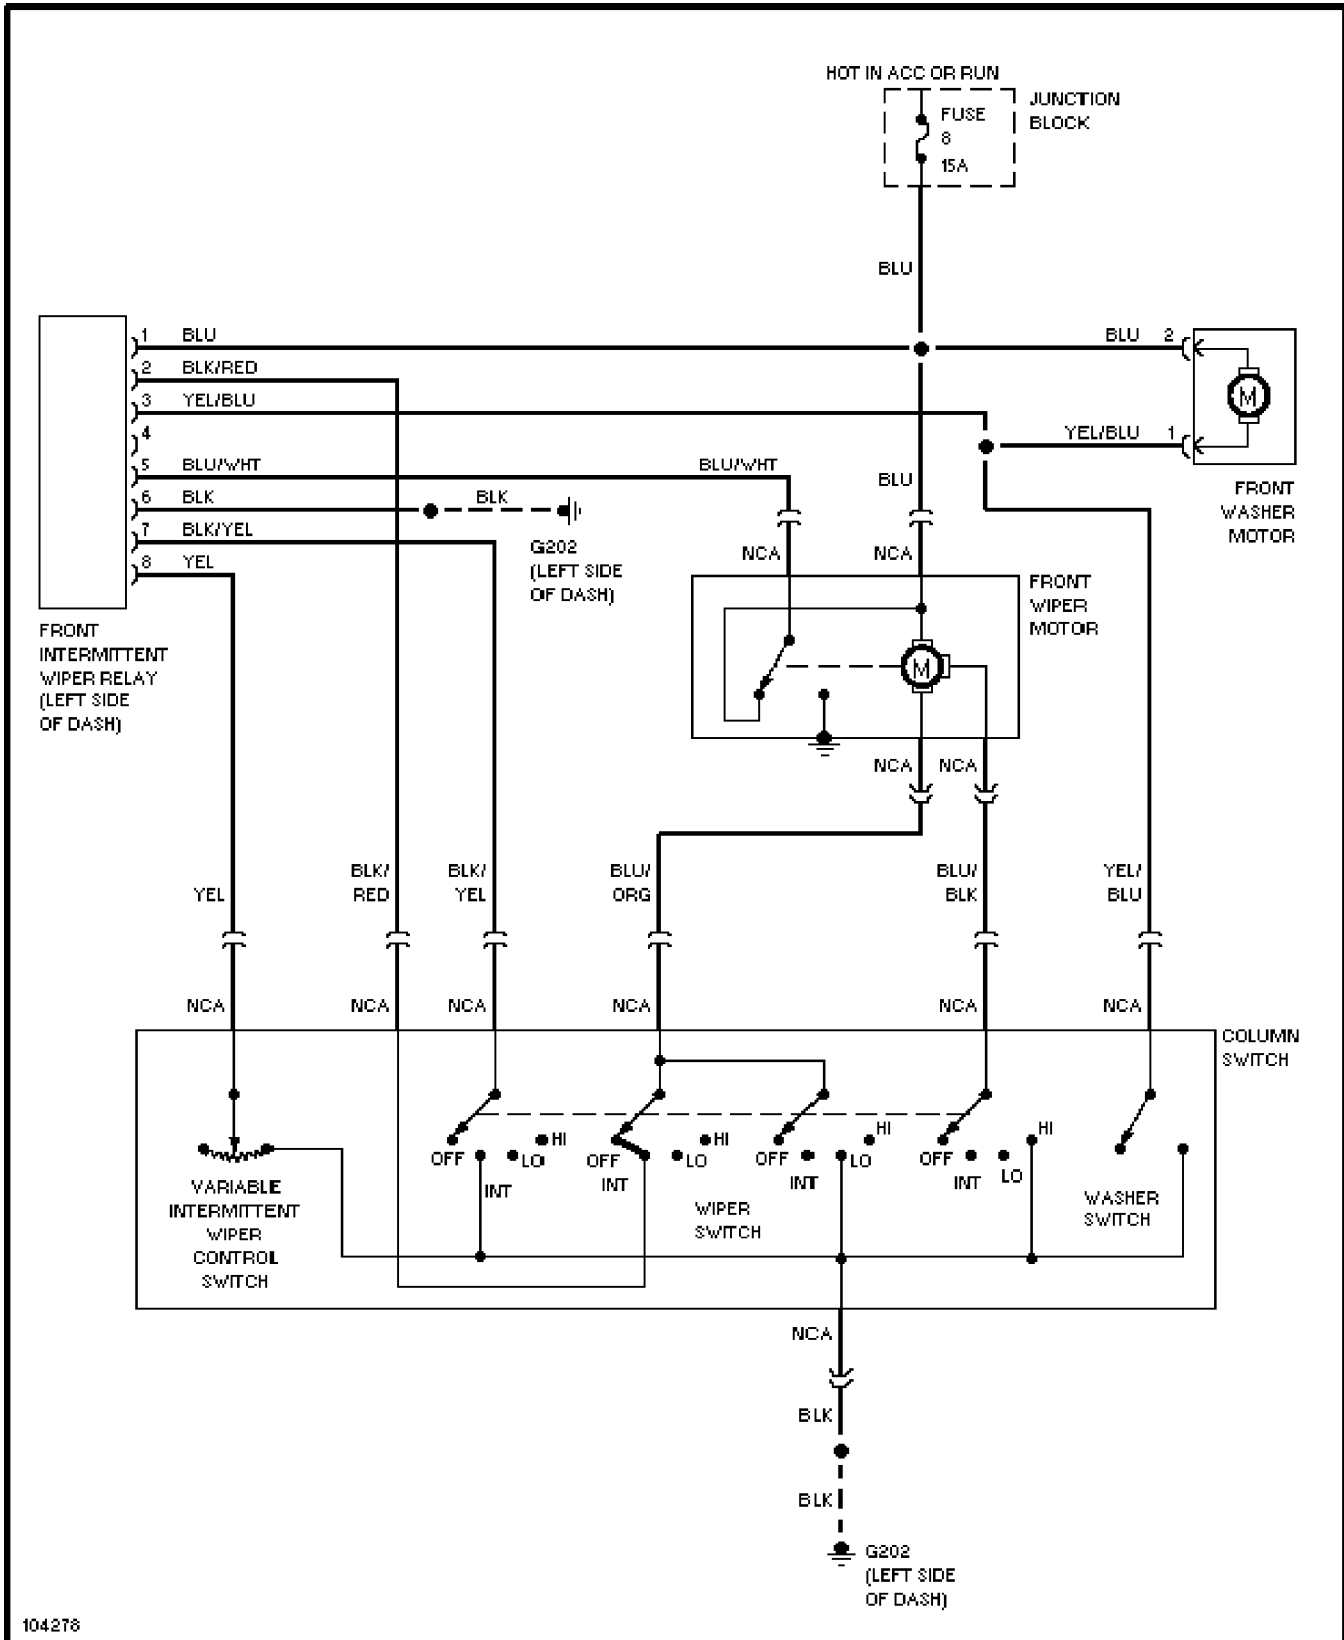 HOT IN ACC OR RUN
FUSE
8
15A
JUNCTION
BLOCK
BLU
1 BLU
BLU 2
2 BLK/RED
3 YEL/BLU
YEL/BLU 1
4
5 BLU/WHT
BLU/WHT
BLU
6 BLK
BLK
7 BLK/YEL
8 YEL
G202
(LEFT SIDE
OF DASH)
FRONT
WASHER
MOTOR
NCA
NCA
FRONT
WIPER
MOTOR
M
M
FRONT
INTERMITTENT
WIPER RELAY
(LEFT SIDE
OF DASH)
NCA NCA
YEL
BLK/
RED
BLK/
YEL
BLU/
ORG
BLU/
BLK
YEL/
BLU
NCA
NCA
NCA
NCA
NCA
NCA
COLUMN
SWITCH
OFF
INT
LO
HI
OFF
INT
LO
HI
OFF
INT
LO
HI
OFF
INT
LO
HI
VARIABLE
INTERMITTENT
WIPER
CONTROL
SWITCH
WIPER
SWITCH
WASHER
SWITCH
NCA
BLK
BLK
G202
(LEFT SIDE
OF DASH)
104278